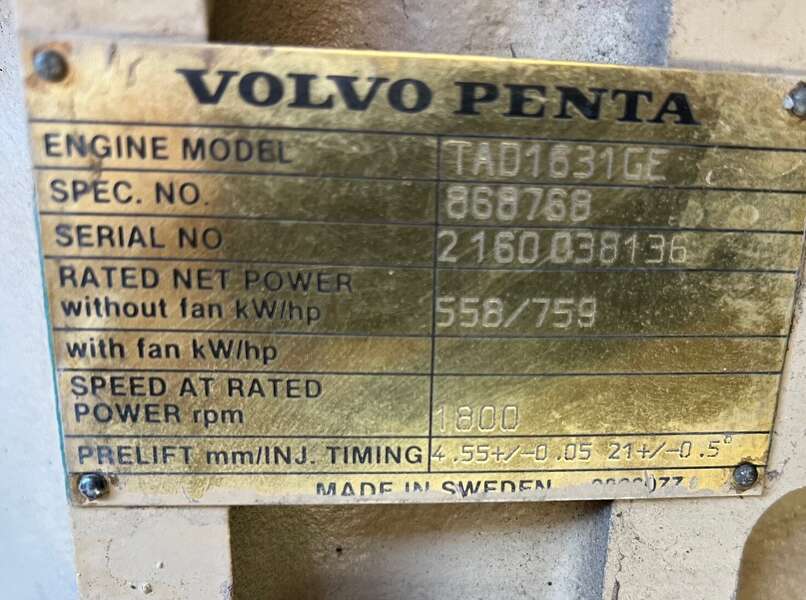 VOLVO PENTA
ENGINE MODEL TAD1631GE
SPEC. NO. 868768
SERIAL NO 2160 038136
RATED NET POWER
without fan kW/hp 558/759
with fan kW/hp
SPEED AT RATED
POWER rpm 1800
PRELIFT mm/INJ. TIMING 4.55+/-0.05 21+/-0.5°
MADE IN SWEDEN